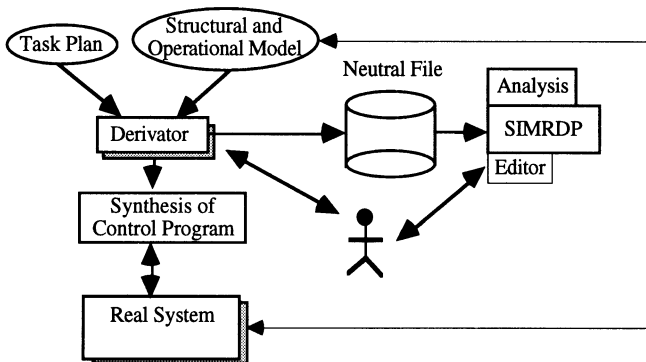 Task Plan
Structural and
Operational Model
Neutral File
Analysis
SIMRDP
Editor
Derivator
Synthesis of
Control Program
Real System